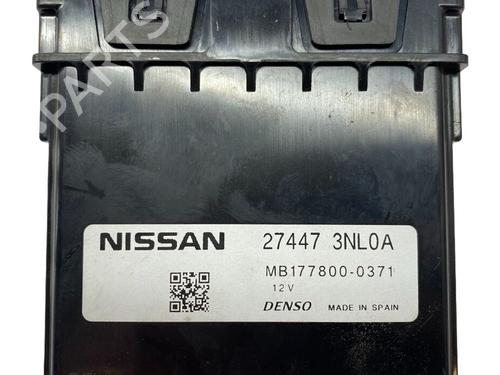 B PARTS
NISSAN 27447 3NL0A
MB177800-0371
12V
DENSO MADE IN SPAIN